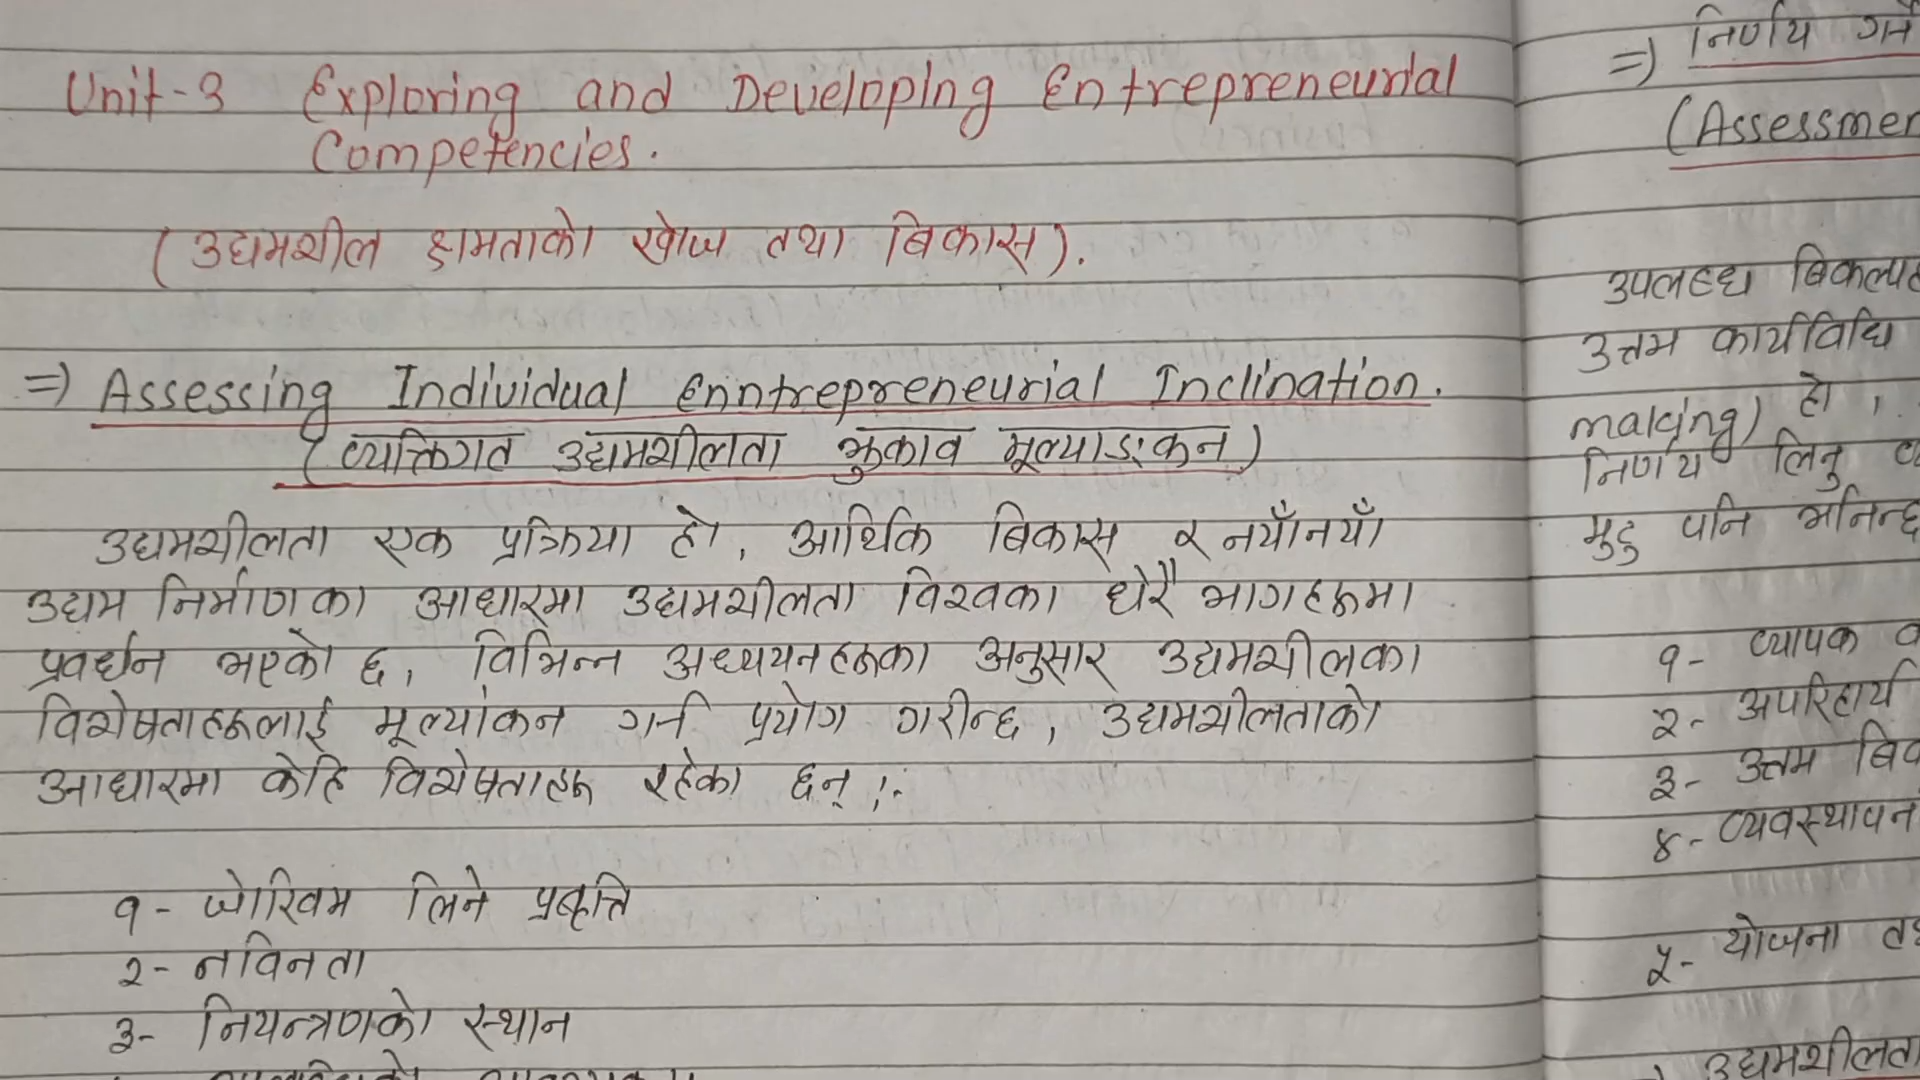 Unit-3 Exploring and Developing Entrepreneurial
Competencies.
(उद्यमशील क्षमताको खोज तथा बिकास).
=) Assessing Individual Enntrepreneurial Inclination.
(व्यक्तिगत उद्यमशीलता झुकाव मूल्याङ्कन)
उद्यमशीलता एक प्रक्रिया हो, आर्थिक बिकास र नयाँनयाँ
उद्यम निर्माणका आधारमा उद्यमशीलता विश्वका धेरै भागहरूमा
प्रवर्धन भएको छ, विभिन्न अध्ययनहरूका अनुसार उद्यमशीलका
विशेषताहरूलाई मूल्यांकन गर्न प्रयोग गरीन्छ, उद्यमशीलताको
आधारमा केहि विशेषताहरू रहेका छन् ;-
१- जोखिम लिने प्रबृत्ति
२- नविनता
३- नियन्त्रणको स्थान
=) निर्णय गर्न
(Assessmen
उपलब्ध बिकल्पह
उत्तम कार्यविधि
making) हो,
निर्णय लिनु
मुटु पनि भनिन्छ
१- व्यापक
२- अपरिहार्य
३- उत्तम बिक
४- व्यवस्थापन
५- योजना तथ
उद्यमशीलता